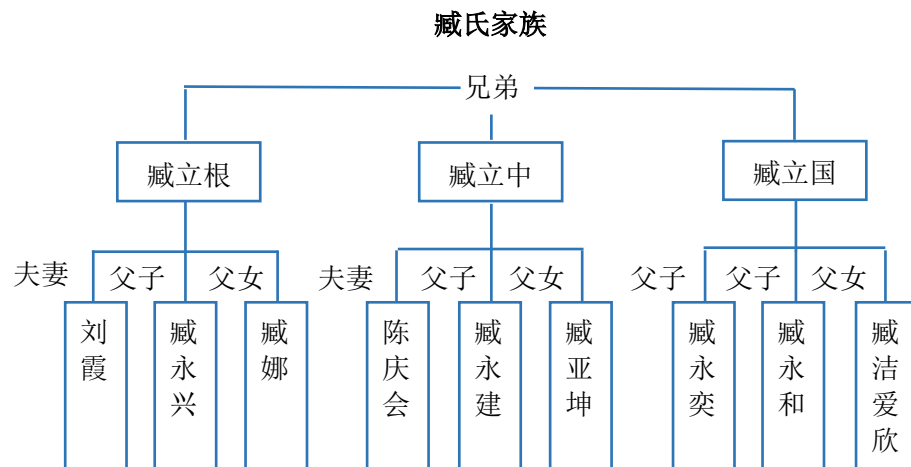 臧氏家族
兄弟
臧立根
臧立中
臧立国
夫妻
父子
父女
夫妻
父子
父女
父子
父子
父女
刘霞
臧永兴
臧娜
陈庆会
臧永建
臧亚坤
臧永奕
臧永和
臧洁爱欣